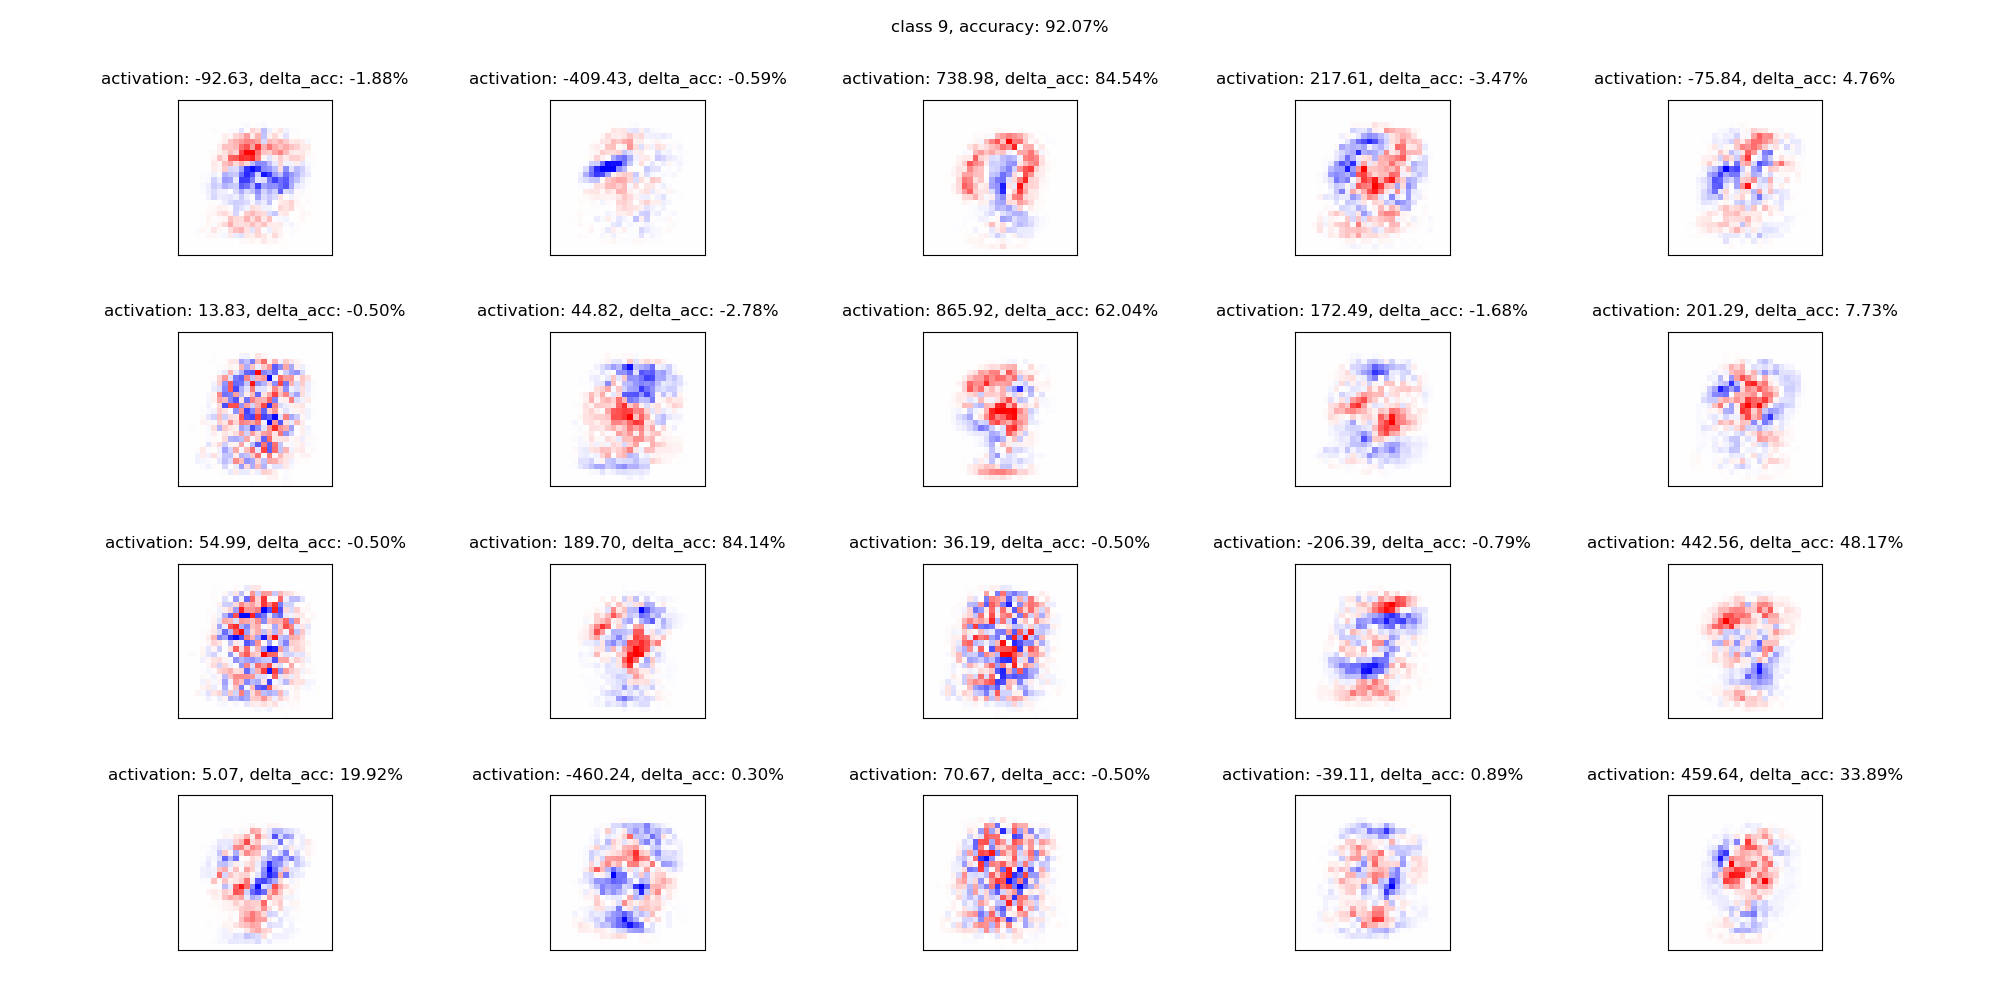 class 9, accuracy: 92.07%
activation: -92.63, delta_acc: -1.88%
activation: -409.43, delta_acc: -0.59%
activation: 738.98, delta_acc: 84.54%
activation: 217.61, delta_acc: -3.47%
activation: -75.84, delta_acc: 4.76%
activation: 13.83, delta_acc: -0.50%
activation: 44.82, delta_acc: -2.78%
activation: 865.92, delta_acc: 62.04%
activation: 172.49, delta_acc: -1.68%
activation: 201.29, delta_acc: 7.73%
activation: 54.99, delta_acc: -0.50%
activation: 189.70, delta_acc: 84.14%
activation: 36.19, delta_acc: -0.50%
activation: -206.39, delta_acc: -0.79%
activation: 442.56, delta_acc: 48.17%
activation: 5.07, delta_acc: 19.92%
activation: -460.24, delta_acc: 0.30%
activation: 70.67, delta_acc: -0.50%
activation: -39.11, delta_acc: 0.89%
activation: 459.64, delta_acc: 33.89%